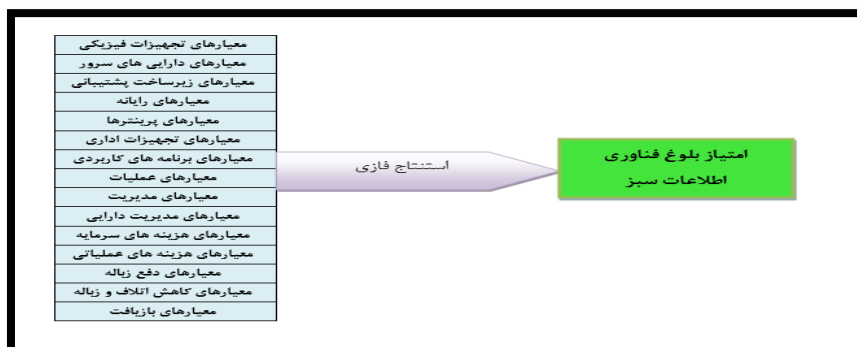 معیارهای تجهیزات فیزیکی
معیارهای دارایی های سرور
معیارهای زیرساخت پشتیبانی
معیارهای رایانه
معیارهای پرینترها
معیارهای تجهیزات اداری
معیارهای برنامه های کاربردی
معیارهای عملیات
معیارهای مدیریت
معیارهای مدیریت دارایی
معیارهای هزینه های سرمایه
معیارهای هزینه های عملیاتی
معیارهای دفع زباله
معیارهای کاهش اتلاف و زباله
معیارهای بازیافت
استنتاج فازی
امتیاز بلوغ فناوری
اطلاعات سبز